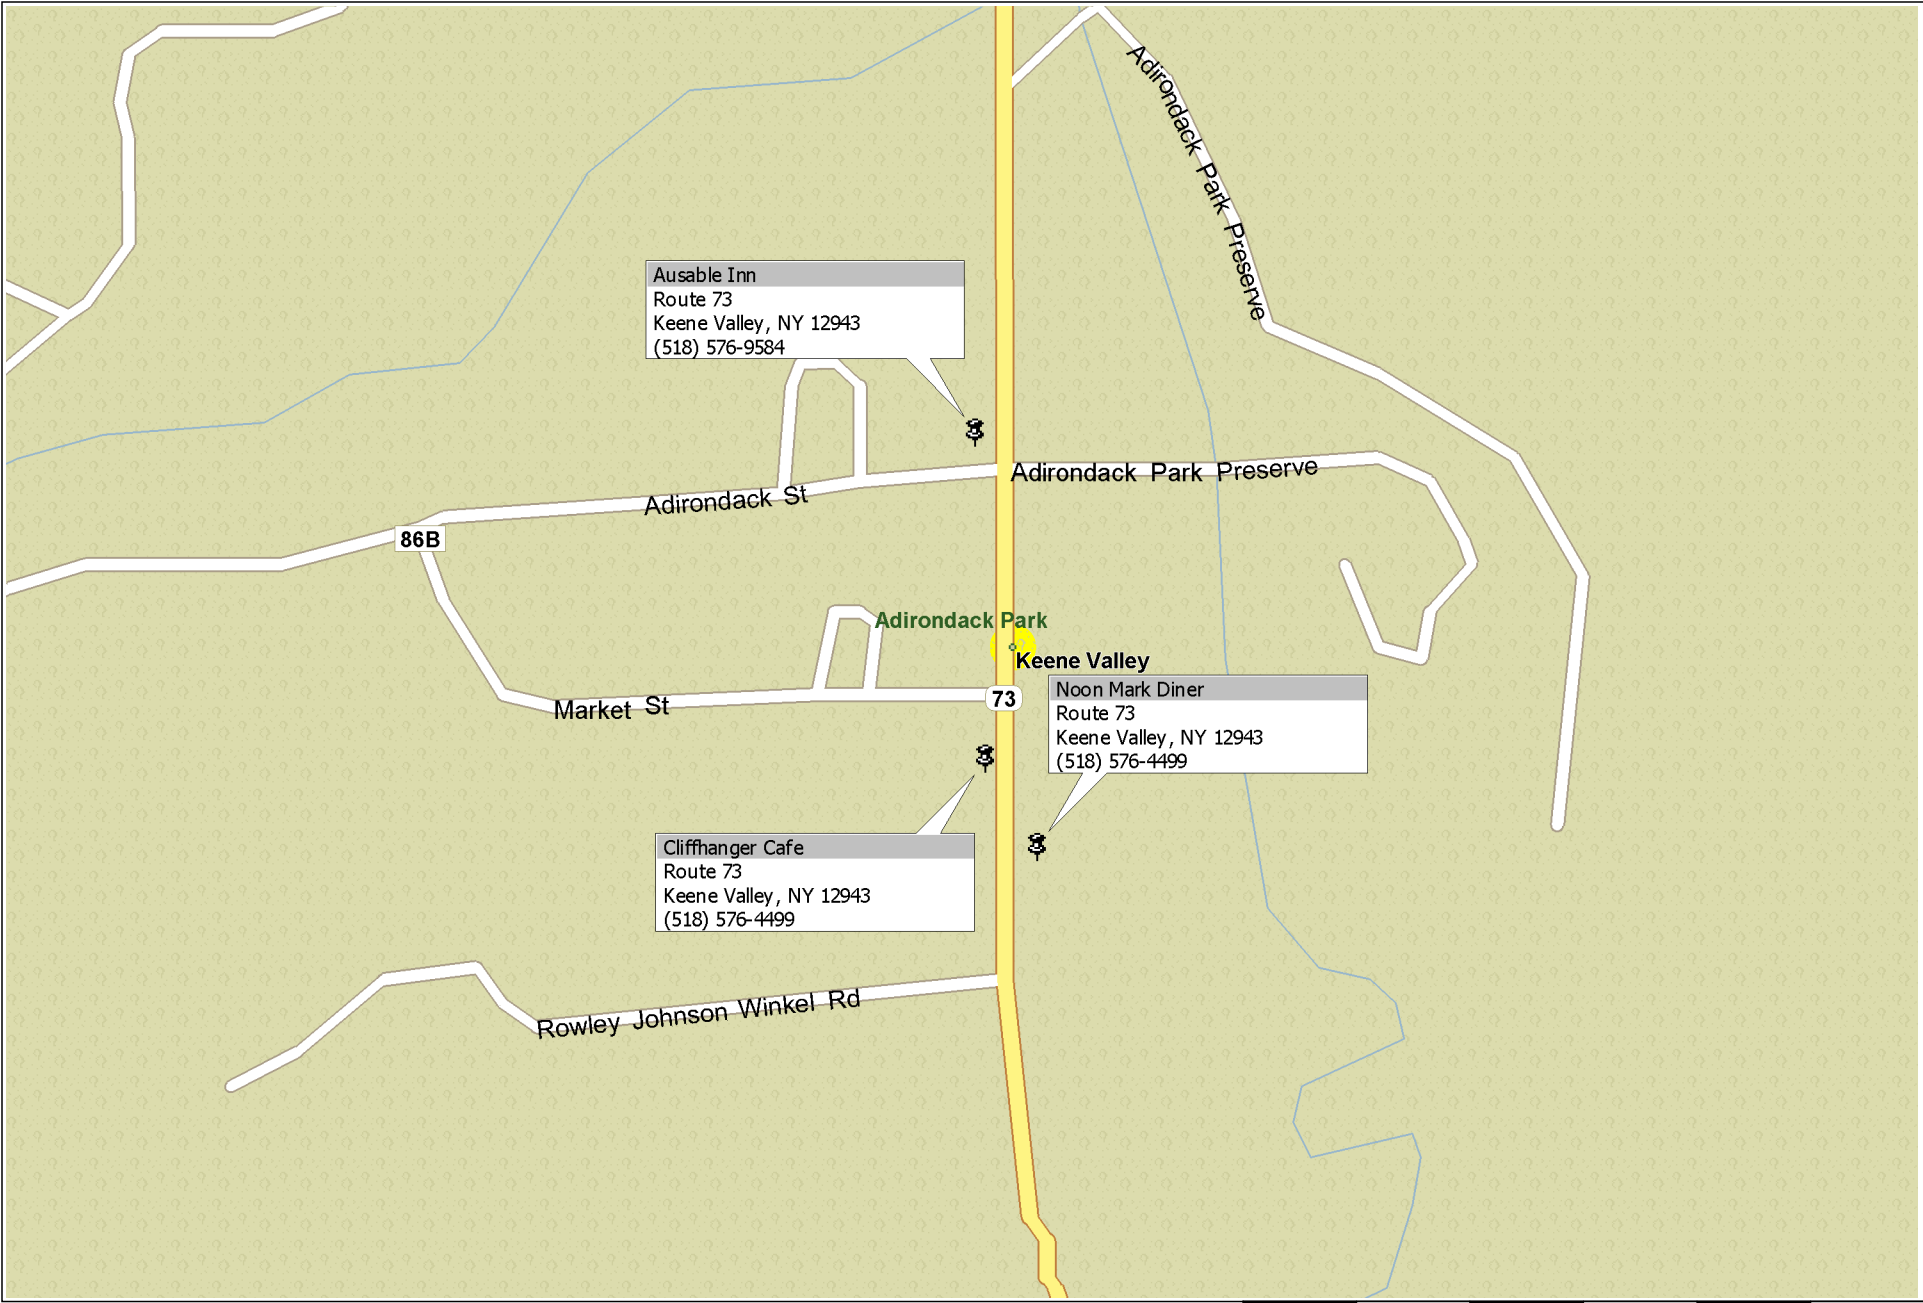 Adirondack Park Preserve
Ausable Inn
Route 73
Keene Valley, NY 12943
(518) 576-9584
Adirondack St
Adirondack Park Preserve
86B
Adirondack Park
Keene Valley
Market St
73
Noon Mark Diner
Route 73
Keene Valley, NY 12943
(518) 576-4499
Cliffhanger Cafe
Route 73
Keene Valley, NY 12943
(518) 576-4499
Rowley Johnson Winkel Rd